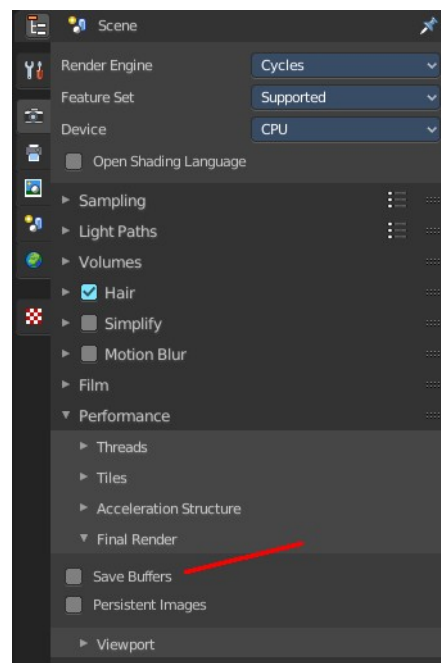 Scene
Render Engine Cycles
Feature Set Supported
Device CPU
Open Shading Language
Sampling
Light Paths
Volumes
Hair
Simplify
Motion Blur
Film
Performance
Threads
Tiles
Acceleration Structure
Final Render
Save Buffers
Persistent Images
Viewport